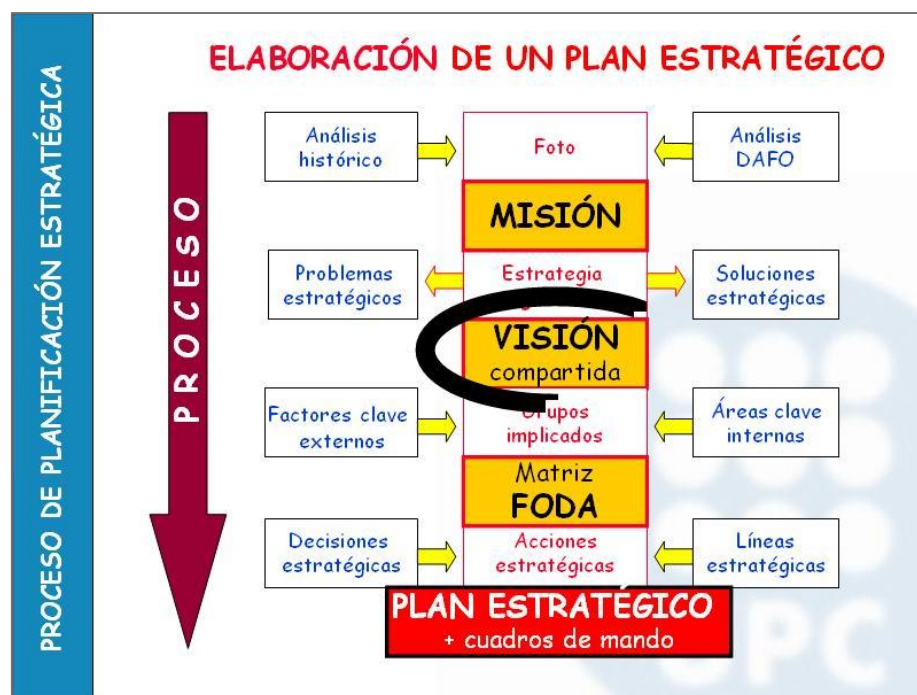 PROCESO DE PLANIFICACIÓN ESTRATÉGICA
ELABORACIÓN DE UN PLAN ESTRATÉGICO
PROCESO
Análisis
histórico
Foto
Análisis
DAFO
MISIÓN
Problemas
estratégicos
Estrategia
Soluciones
estratégicas
VISIÓN
compartida
Factores clave
externos
Grupos
implicados
Áreas clave
internas
Matriz
FODA
Decisiones
estratégicas
Acciones
estratégicas
Líneas
estratégicas
PLAN ESTRATÉGICO
+ cuadros de mando
UPC